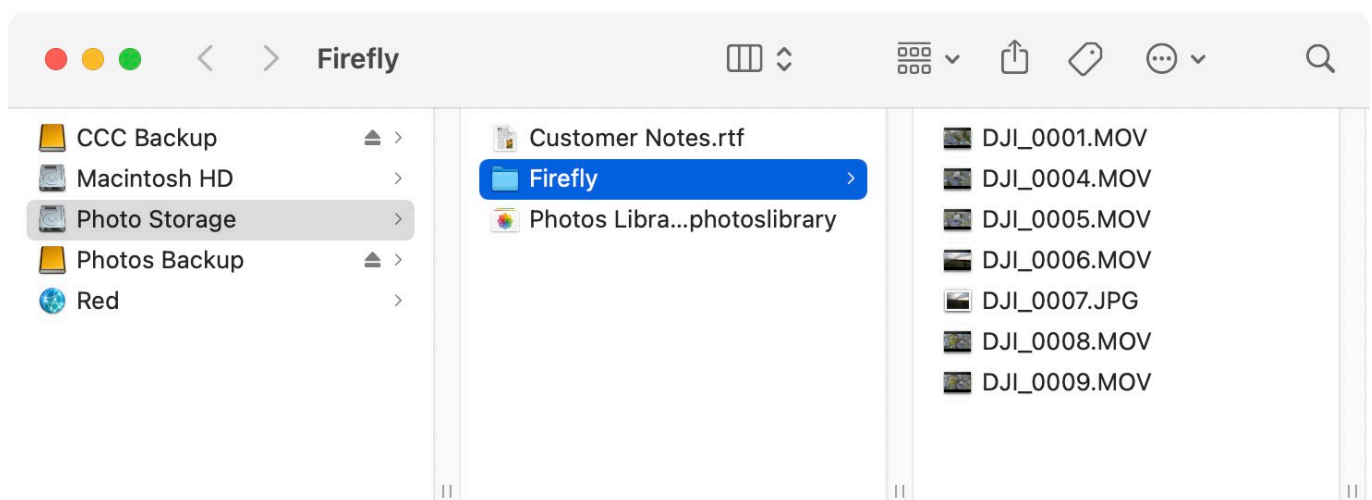 Firefly
CCC Backup
Macintosh HD
Photo Storage
Photos Backup
Red
Customer Notes.rtf
Firefly
Photos Libra...photoslibrary
DJI_0001.MOV
DJI_0004.MOV
DJI_0005.MOV
DJI_0006.MOV
DJI_0007.JPG
DJI_0008.MOV
DJI_0009.MOV